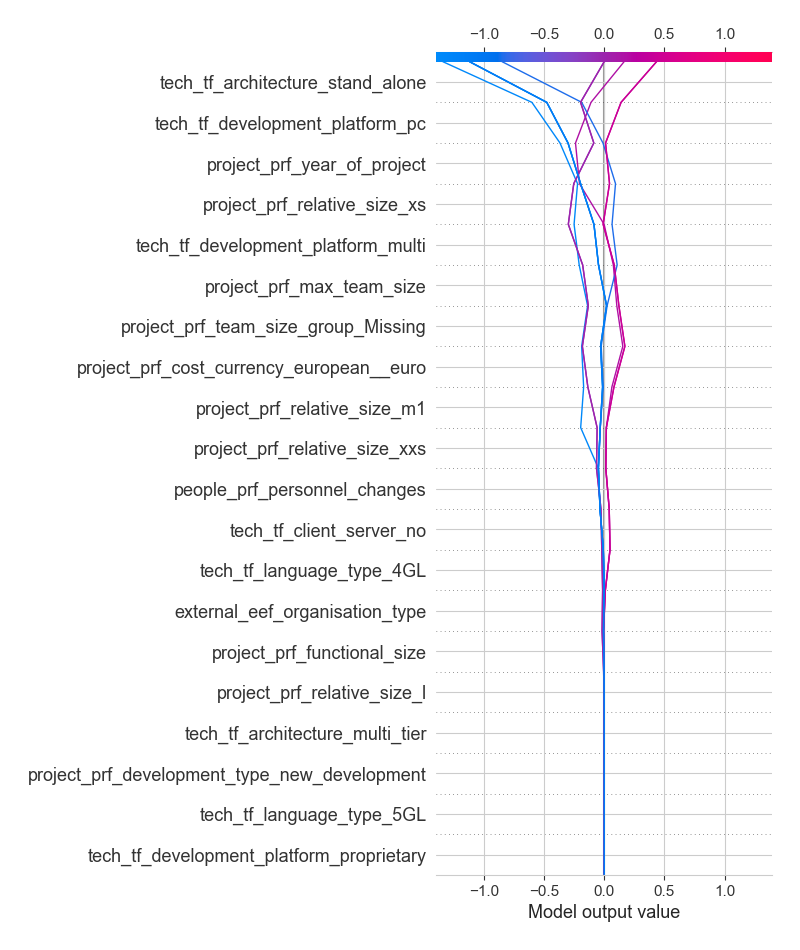 −1.0 −0.5 0.0 0.5 1.0
tech_tf_architecture_stand_alone
tech_tf_development_platform_pc
project_prf_year_of_project
project_prf_relative_size_xs
tech_tf_development_platform_multi
project_prf_max_team_size
project_prf_team_size_group_Missing
project_prf_cost_currency_european__euro
project_prf_relative_size_m1
project_prf_relative_size_xxs
people_prf_personnel_changes
tech_tf_client_server_no
tech_tf_language_type_4GL
external_eef_organisation_type
project_prf_functional_size
project_prf_relative_size_l
tech_tf_architecture_multi_tier
project_prf_development_type_new_development
tech_tf_language_type_5GL
tech_tf_development_platform_proprietary
−1.0 −0.5 0.0 0.5 1.0
Model output value